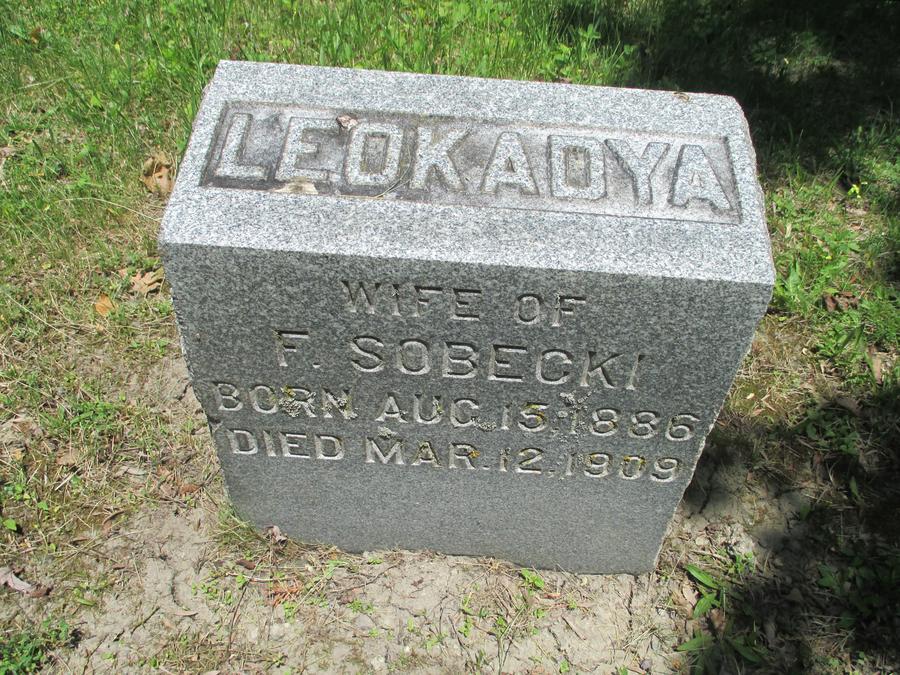 LEOKADYA
WIFE OF
F. SOBECKI
BORN AUG. 15, 1886
DIED MAR. 12, 1909